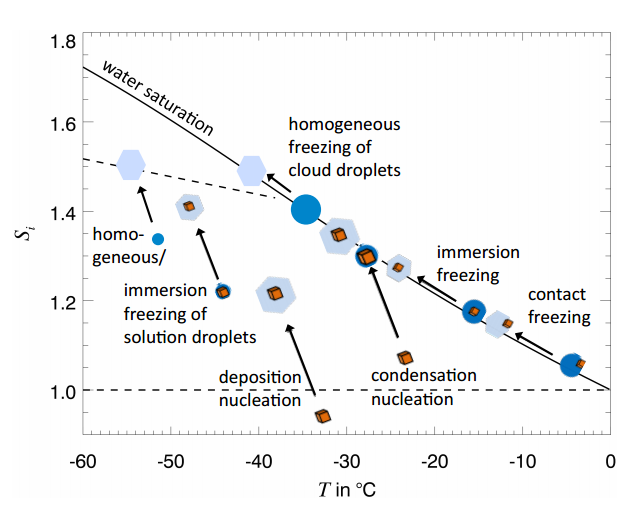 1.8
1.6
1.4
1.2
1.0
S_i
water saturation
homogeneous
freezing of
cloud droplets
homo-
geneous/
immersion
freezing of
solution droplets
immersion
freezing
contact
freezing
deposition
nucleation
condensation
nucleation
-60 -50 -40 -30 -20 -10 0
T in °C